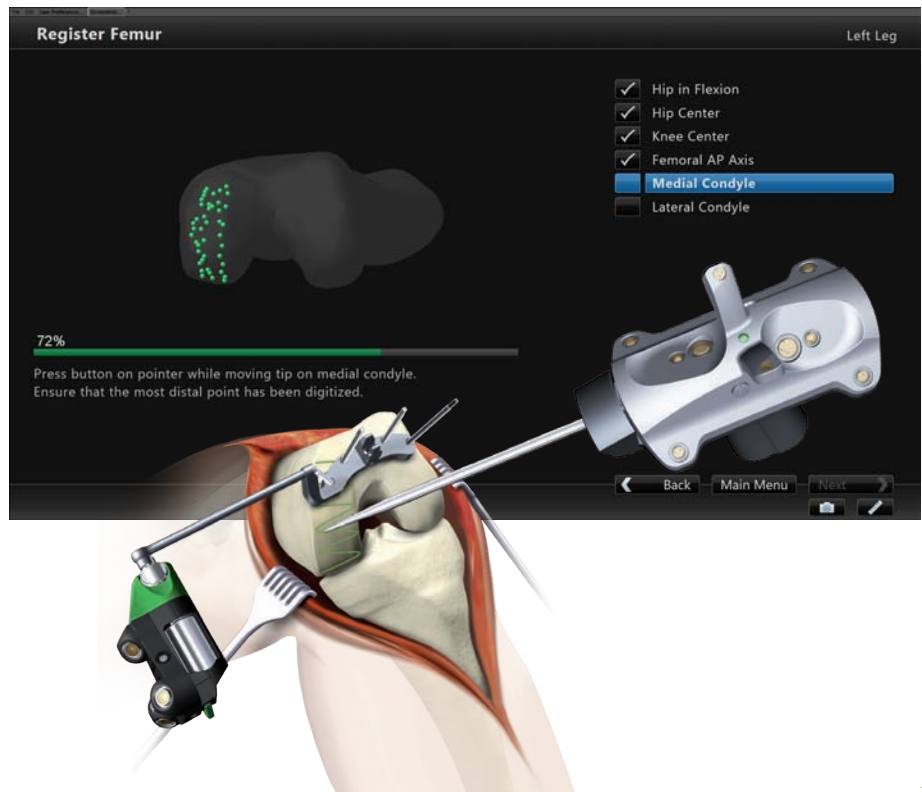 Register Femur
Left Leg
Hip in Flexion
Hip Center
Knee Center
Femoral AP Axis
Medial Condyle
Lateral Condyle
72%
Press button on pointer while moving tip on medial condyle.
Ensure that the most distal point has been digitized.
Back
Main Menu
Next